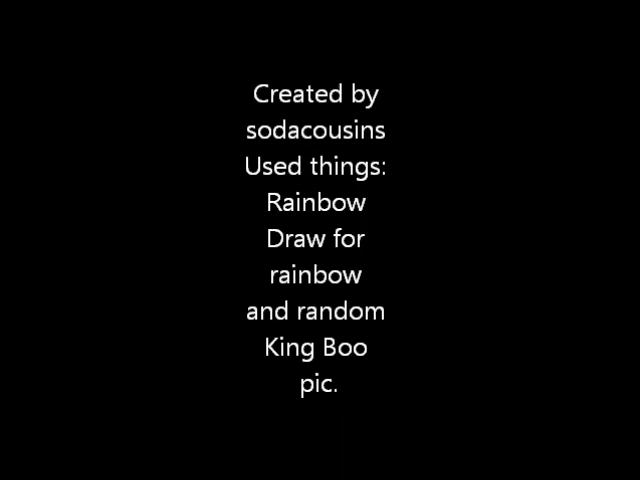 Created by
sodacousins
Used things:
Rainbow
Draw for
rainbow
and random
King Boo
pic.